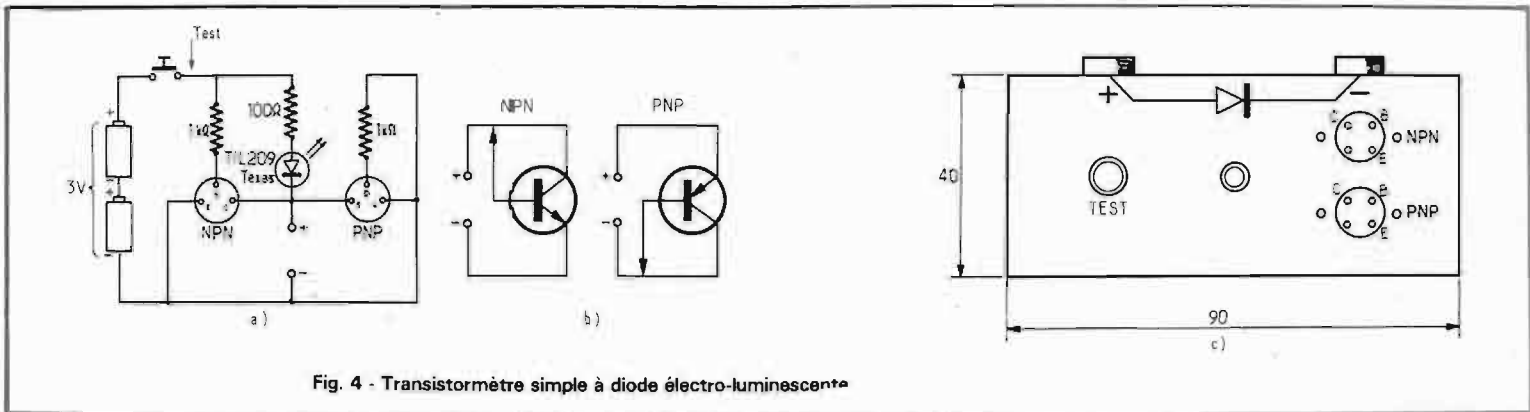 Test
+
1kΩ
100Ω
1kΩ
TIL209
Texas
3V
+
NPN
PNP
+
-
a)
NPN
PNP
+
-
+
-
b)
+
-
C
B
E
NPN
C
B
E
PNP
TEST
40
90
c)
Fig. 4 - Transistormètre simple à diode électro-luminescente